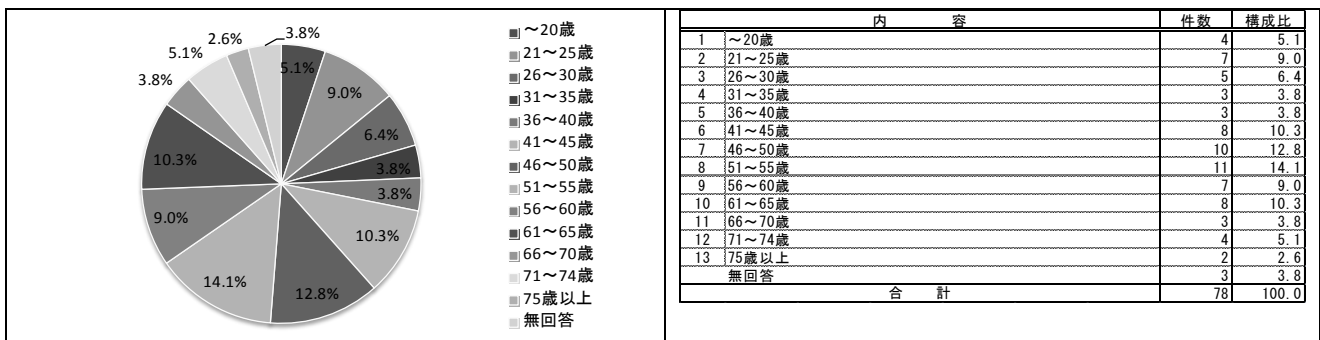 3.8%
2.6%
5.1%
3.8%
10.3%
9.0%
14.1%
12.8%
10.3%
3.8%
3.8%
6.4%
9.0%
5.1%
～20歳
21～25歳
26～30歳
31～35歳
36～40歳
41～45歳
46～50歳
51～55歳
56～60歳
61～65歳
66～70歳
71～74歳
75歳以上
無回答
内 容 件数 構成比
1 ～20歳 4 5.1
2 21～25歳 7 9.0
3 26～30歳 5 6.4
4 31～35歳 3 3.8
5 36～40歳 3 3.8
6 41～45歳 8 10.3
7 46～50歳 10 12.8
8 51～55歳 11 14.1
9 56～60歳 7 9.0
10 61～65歳 8 10.3
11 66～70歳 3 3.8
12 71～74歳 4 5.1
13 75歳以上 2 2.6
無回答 3 3.8
合 計 78 100.0